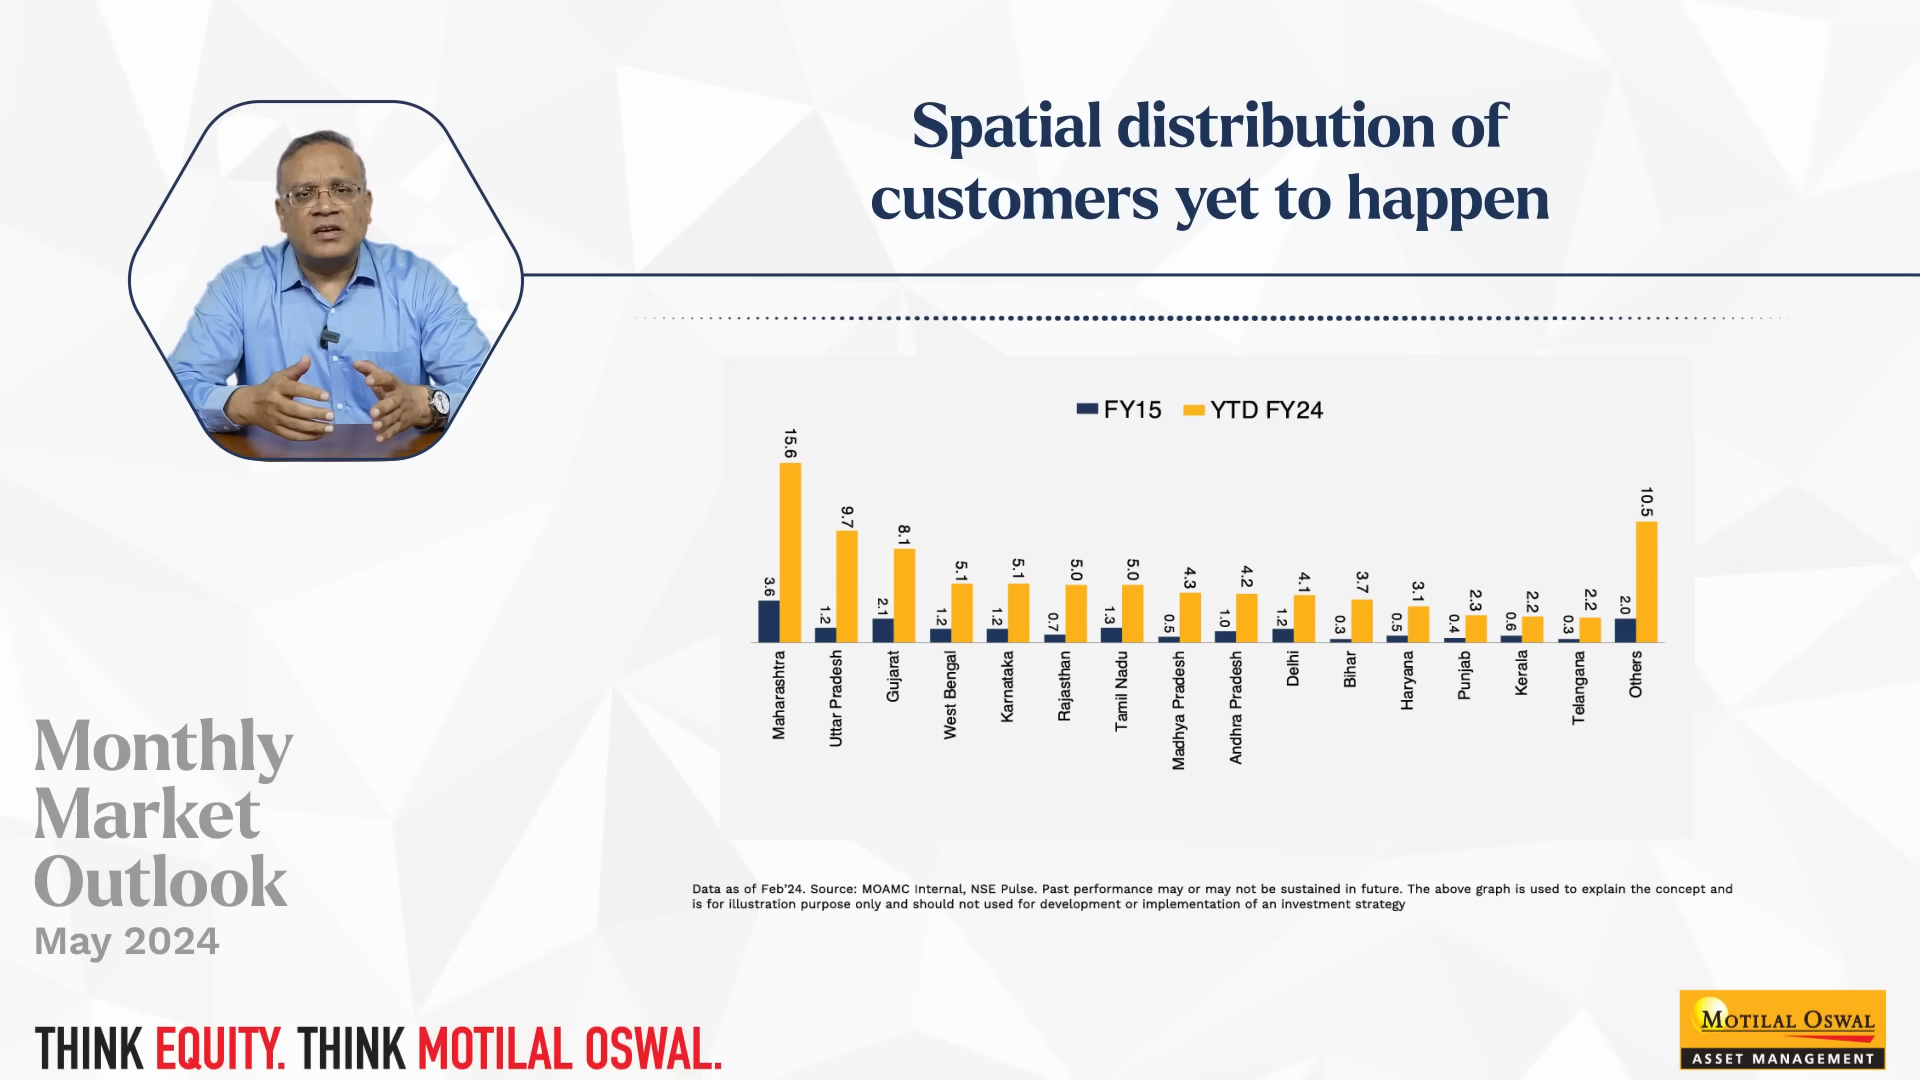 Spatial distribution of
customers yet to happen
FY15 YTD FY24
3.6 15.6
1.2 9.7
2.1 8.1
1.2 5.1
1.2 5.1
0.7 5.0
1.3 5.0
0.5 4.3
1.0 4.2
1.2 4.1
0.3 3.7
0.5 3.1
0.4 2.3
0.6 2.2
0.3 2.2
2.0 10.5
Maharashtra
Uttar Pradesh
Gujarat
West Bengal
Karnataka
Rajasthan
Tamil Nadu
Madhya Pradesh
Andhra Pradesh
Delhi
Bihar
Haryana
Punjab
Kerala
Telangana
Others
Monthly
Market
Outlook
May 2024
Data as of Feb'24. Source: MOAMC Internal, NSE Pulse. Past performance may or may not be sustained in future. The above graph is used to explain the concept and
is for illustration purpose only and should not used for development or implementation of an investment strategy
THINK EQUITY. THINK MOTILAL OSWAL.
MOTILAL OSWAL
ASSET MANAGEMENT